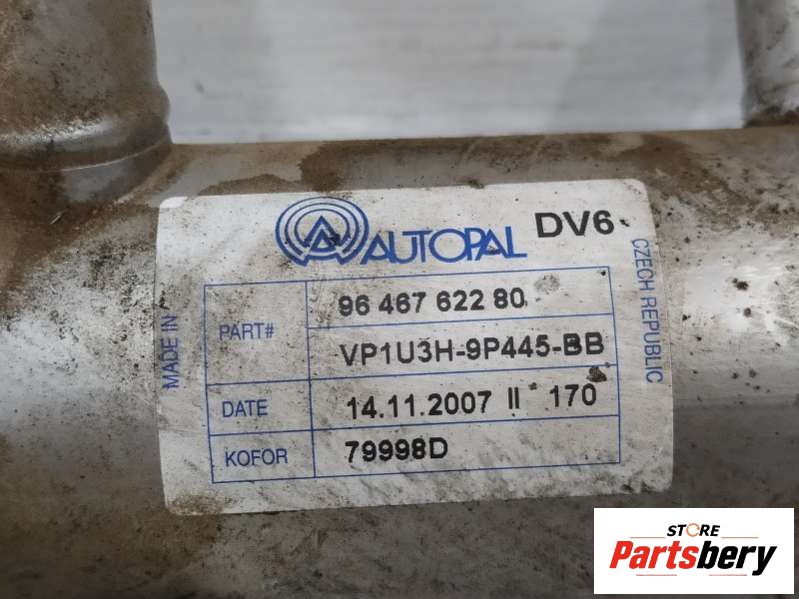 AUTOPAL DV6
MADE IN
CZECH REPUBLIC
PART#
96 467 622 80
VP1U3H-9P445-BB
DATE 14.11.2007 II 170
KOFOR 79998D
STORE
Partsbery